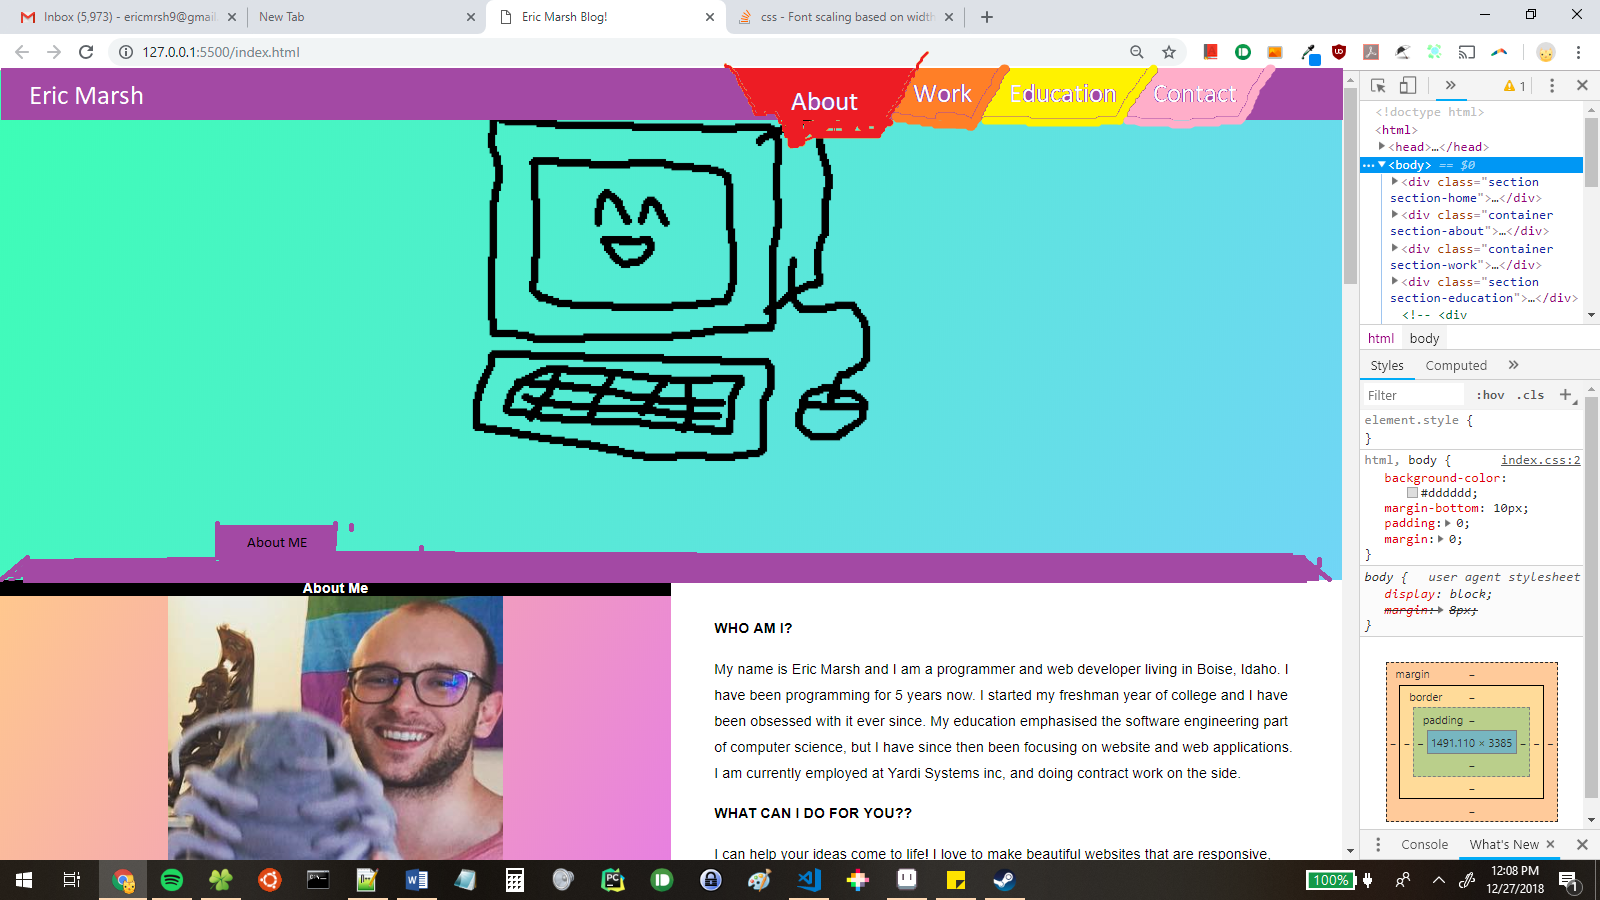 Inbox (5,973) - ericmrsh9@gmail
New Tab
Eric Marsh Blog!
css - Font scaling based on width
127.0.0.1:5500/index.html
Eric Marsh
About
Work
Education
Contact
About ME
About Me
WHO AM I?
My name is Eric Marsh and I am a programmer and web developer living in Boise, Idaho. I
have been programming for 5 years now. I started my freshman year of college and I have
been obsessed with it ever since. My education emphasised the software engineering part
of computer science, but I have since then been focusing on website and web applications.
I am currently employed at Yardi Systems inc, and doing contract work on the side.
WHAT CAN I DO FOR YOU??
I can help your ideas come to life! I love to make beautiful websites that are responsive,
1
<!doctype html>
<html>
<head>…</head>
<body> == $0
<div class="section
section-home">…</div>
<div class="container
section-about">…</div>
<div class="container
section-work">…</div>
<div class="section
section-education">…</div>
<!-- <div
html body
Styles Computed
Filter :hov .cls
element.style {
}
html, body { index.css:2
background-color:
#dddddd;
margin-bottom: 10px;
padding: 0;
margin: 0;
}
body { user agent stylesheet
display: block;
margin: 8px;
}
margin –
border –
padding –
– – – 1491.110 × 3385 – – –
–
–
–
Console What's New
100%
12:08 PM
12/27/2018
1